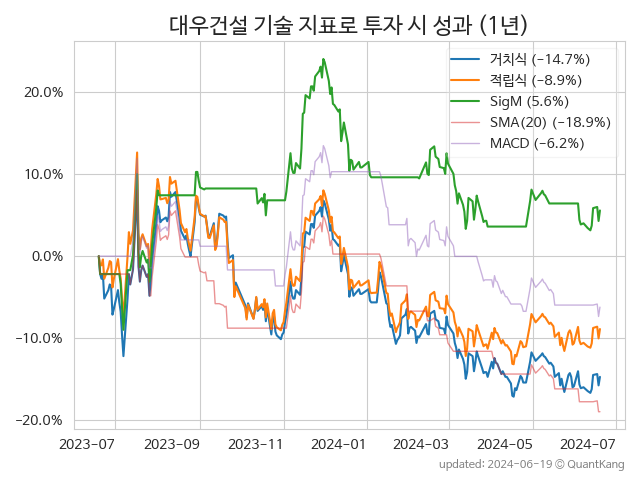 대우건설 기술 지표로 투자 시 성과 (1년)
거치식 (−14.7%)
적립식 (−8.9%)
SigM (5.6%)
SMA(20) (−18.9%)
MACD (−6.2%)
20.0%
10.0%
0.0%
−10.0%
−20.0%
2023-07 2023-09 2023-11 2024-01 2024-03 2024-05 2024-07
updated: 2024-06-19 © QuantKang